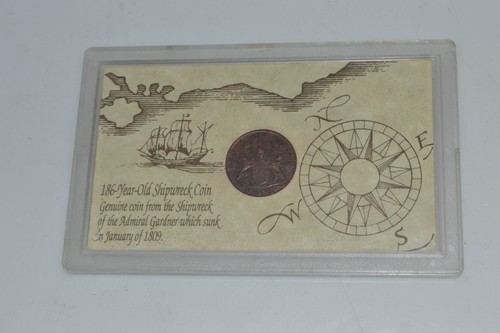 N
E
W
S
186-Year-Old Shipwreck Coin
Genuine coin from the Shipwreck
of the Admiral Gardner which sunk
in January of 1809.